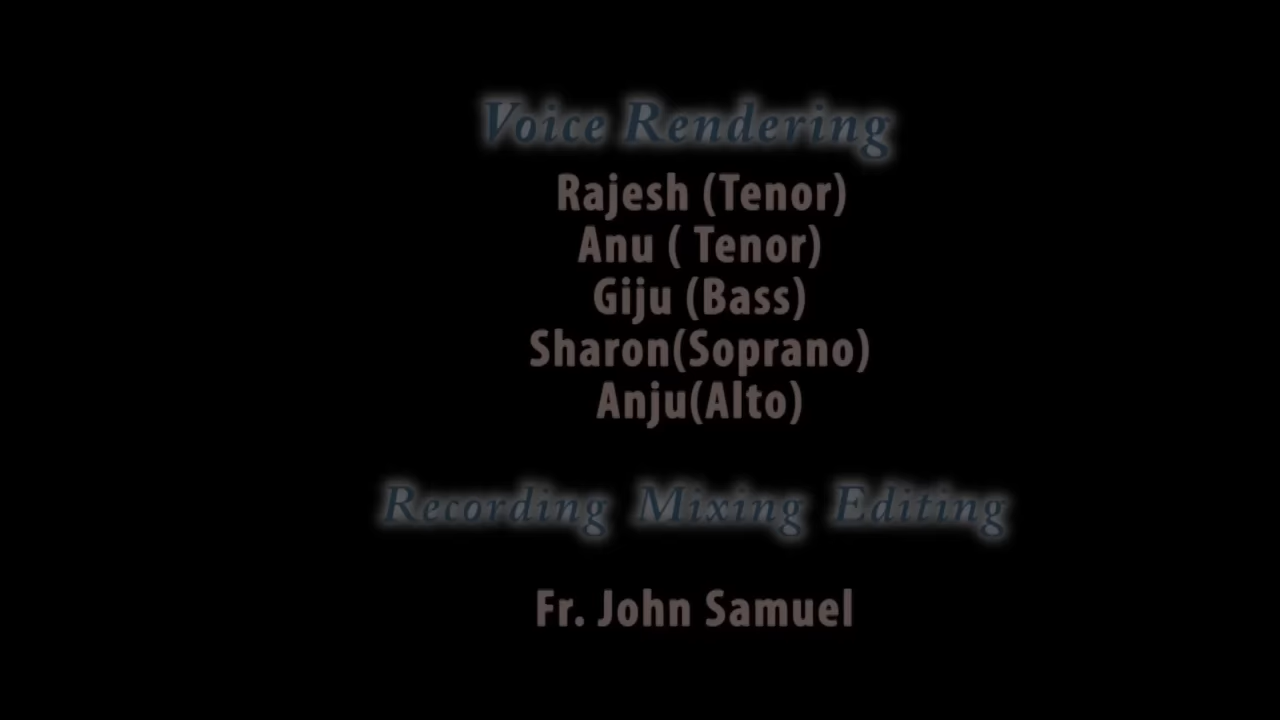 Voice Rendering
Rajesh (Tenor)
Anu ( Tenor)
Giju (Bass)
Sharon(Soprano)
Anju(Alto)
Recording Mixing Editing
Fr. John Samuel